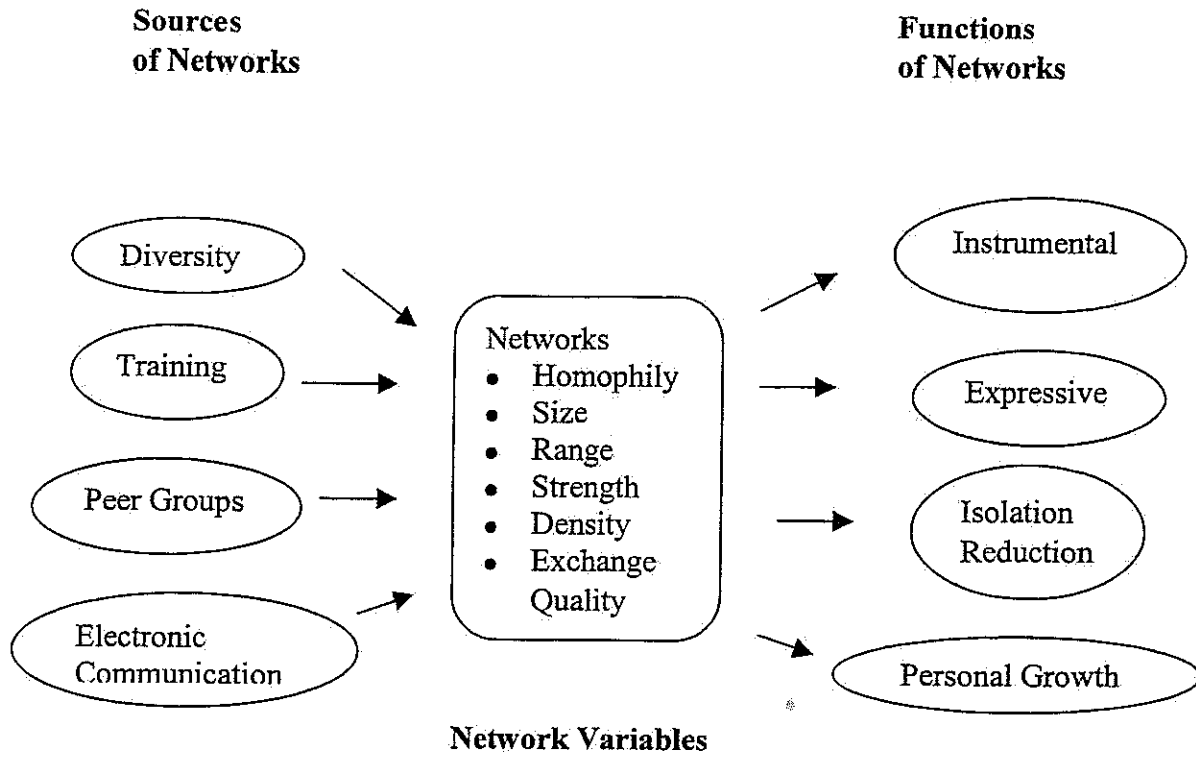 Sources
of Networks
Functions
of Networks
Diversity
Training
Peer Groups
Electronic
Communication
Networks
• Homophily
• Size
• Range
• Strength
• Density
• Exchange
Quality
Instrumental
Expressive
Isolation
Reduction
Personal Growth
Network Variables